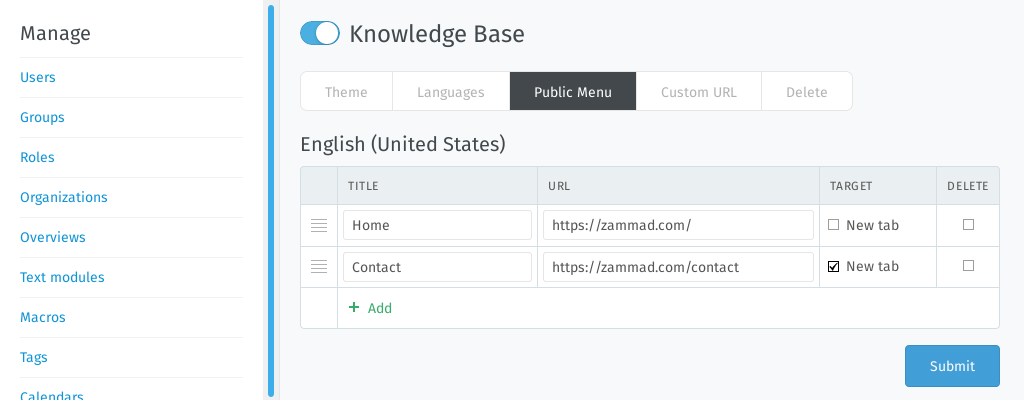 Manage
Users
Groups
Roles
Organizations
Overviews
Text modules
Macros
Tags
Calendars
Knowledge Base
Theme Languages Public Menu Custom URL Delete
English (United States)
TITLE URL TARGET DELETE
Home https://zammad.com/ New tab
Contact https://zammad.com/contact New tab
+ Add
Submit